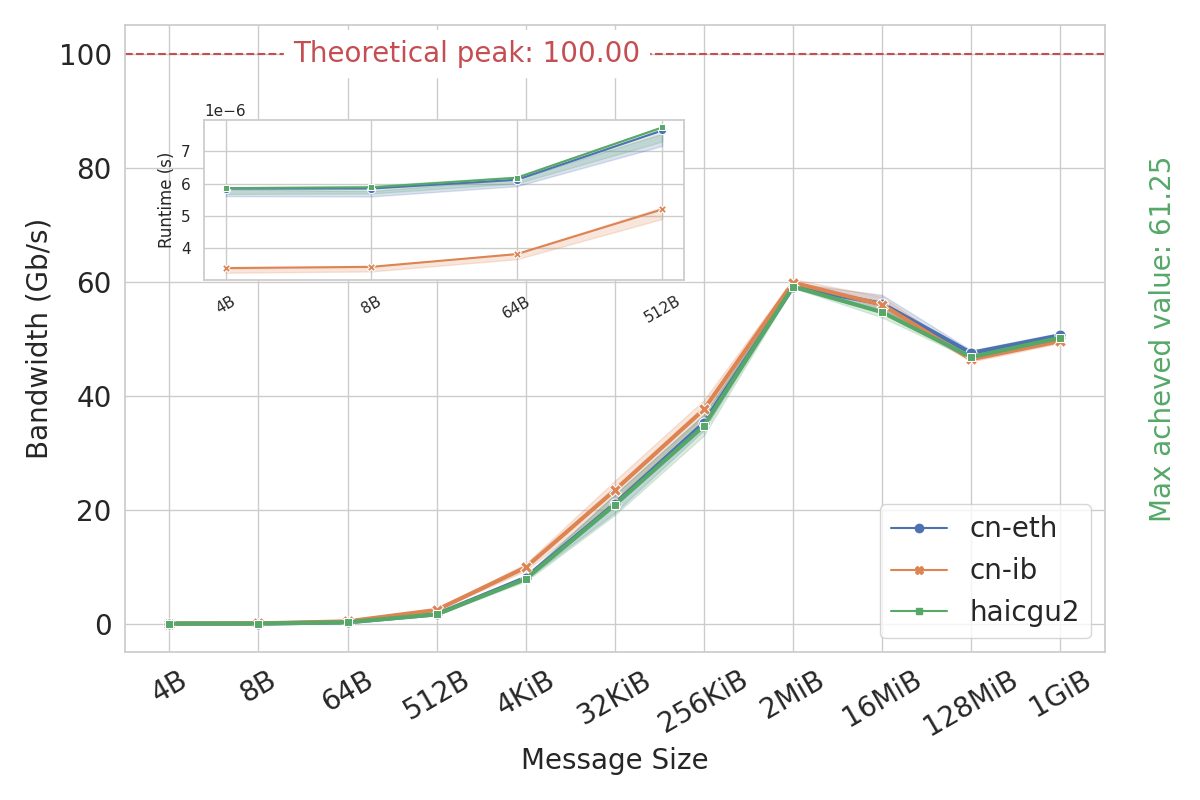 Theoretical peak: 100.00
100
80
60
40
20
0
Bandwidth (Gb/s)
1e−6
7
6
5
4
Runtime (s)
4B
8B
64B
512B
Max acheved value: 61.25
cn-eth
cn-ib
haicgu2
4B
8B
64B
512B
4KiB
32KiB
256KiB
2MiB
16MiB
128MiB
1GiB
Message Size